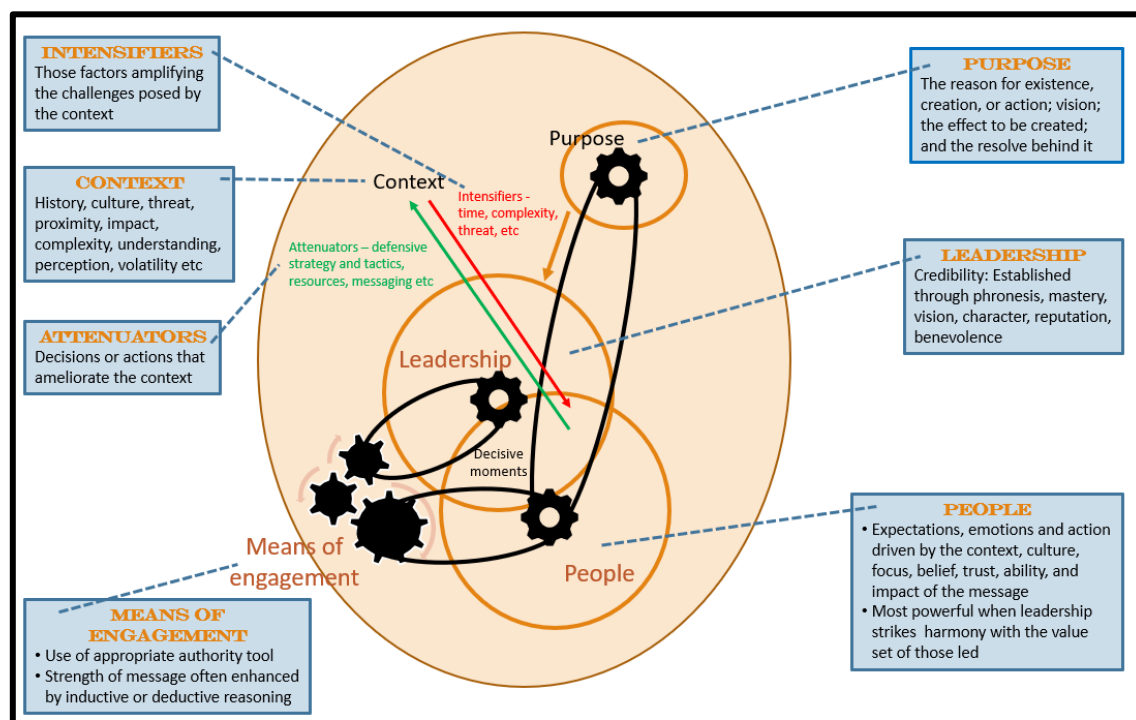 INTENSIFIERS
Those factors amplifying
the challenges posed by
the context
CONTEXT
History, culture, threat,
proximity, impact,
complexity, understanding,
perception, volatility etc
ATTENUATORS
Decisions or actions that
ameliorate the context
Purpose
Context
Intensifiers -
time, complexity,
threat, etc
Attenuators – defensive
strategy and tactics,
resources, messaging etc
Leadership
Decisive
moments
Means of
engagement
People
PURPOSE
The reason for existence,
creation, or action; vision;
the effect to be created;
and the resolve behind it
LEADERSHIP
Credibility: Established
through phronesis, mastery,
vision, character, reputation,
benevolence
PEOPLE
• Expectations, emotions and action
driven by the context, culture,
focus, belief, trust, ability, and
impact of the message
• Most powerful when leadership
strikes harmony with the value
set of those led
MEANS OF
ENGAGEMENT
• Use of appropriate authority tool
• Strength of message often enhanced
by inductive or deductive reasoning